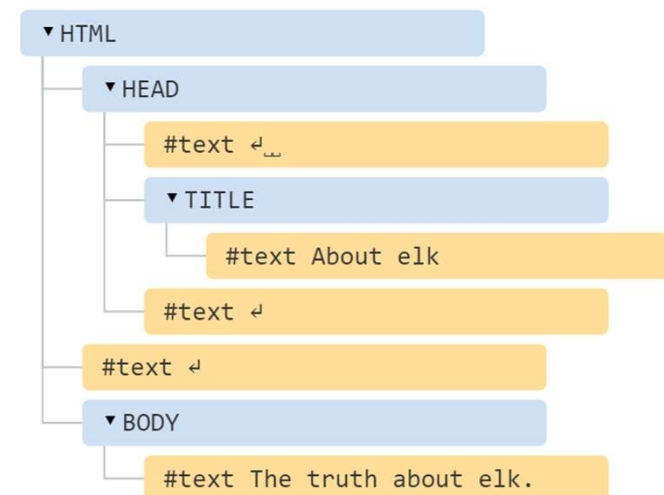 ▼ HTML
▼ HEAD
#text ↵␣␣
▼ TITLE
#text About elk
#text ↵
#text ↵
▼ BODY
#text The truth about elk.